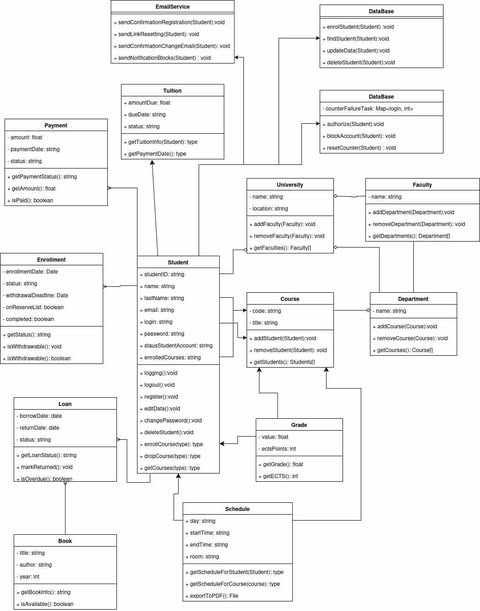 EmailService
+ sendConfirmationRegistration(Student):void
+ sendLinkResetting(Student): void
+ sendConfirmationChangeEmail(Student): void
+ sendNotificationBlocks(Student) : void
DataBase
+ enrolStudent(Student) :void
+ findStudent(Student):void
+ updateData(Student): void
+ deleteStudent(Student):void
Tuition
+ amountDue: float
+ dueDate: string
+ status: string
+ getTuitionInfo(Student): type
+ getPaymentDate(): type
DataBase
- counterFailureTask: Map<login, int>
+ authorize(Student):void
+ blockAccount(Student): void
+ resetCounter(Student) : void
Payment
- amount: float
- paymentDate: string
- status: string
+ getPaymentStatus(): string
+ getAmount(): float
+ isPaid(): boolean
University
- name: string
- location: string
+ addFaculty(Faculty): void
+ removeFaculty(Faculty): void
+ getFaculties(): Faculty[]
Faculty
- name: string
+ addDepartment(Department):void
+ removeDepartment(Department): void
+ getDepartments(): Department[]
Enrollment
- enrollmentDate: Date
- status: string
- withdrawalDeadline: Date
- onReserveList: boolean
- completed: boolean
+ getStatus(): string
+ isWithdrawable(): void
+ isWithdrawable(): boolean
Student
+ studentID: string
+ name: string
+ lastName: string
+ email: string
+ login: string
+ password: string
+ stausStudentAccount: string
+ enrolledCourses: string
+ logging():void
+ logout():void
+ register():void
+ editData():void
+ changePassword():void
+ deleteStudent():void
+ enrollCourse(type): type
+ dropCourse(type): type
+ getCourses(type): type
Course
- code: string
- title: string
+ addStudent(Student):void
+ removeStudent(Student): void
+ getStudents(): Students[]
Department
- name: string
+ addCourse(Course):void
+ removeCourse(Course): void
+ getCourses(): Course[]
Loan
- borrowDate: date
- returnDate: date
- status: string
+ getLoanStatus(): string
+ markReturned(): void
+ isOverdue(): boolean
Grade
- value: float
- ectsPoints: int
+ getGrade(): float
+ getECTS(): int
Schedule
+ day: string
+ startTime: string
+ endTime: string
+ room: string
+ getScheduleForStudent(Student): type
+ getScheduleForCourse(course): type
+ exportToPDF(): File
Book
- title: string
- author: string
- year: int
+ getBookInfo(): string
+ isAvailable(): boolean